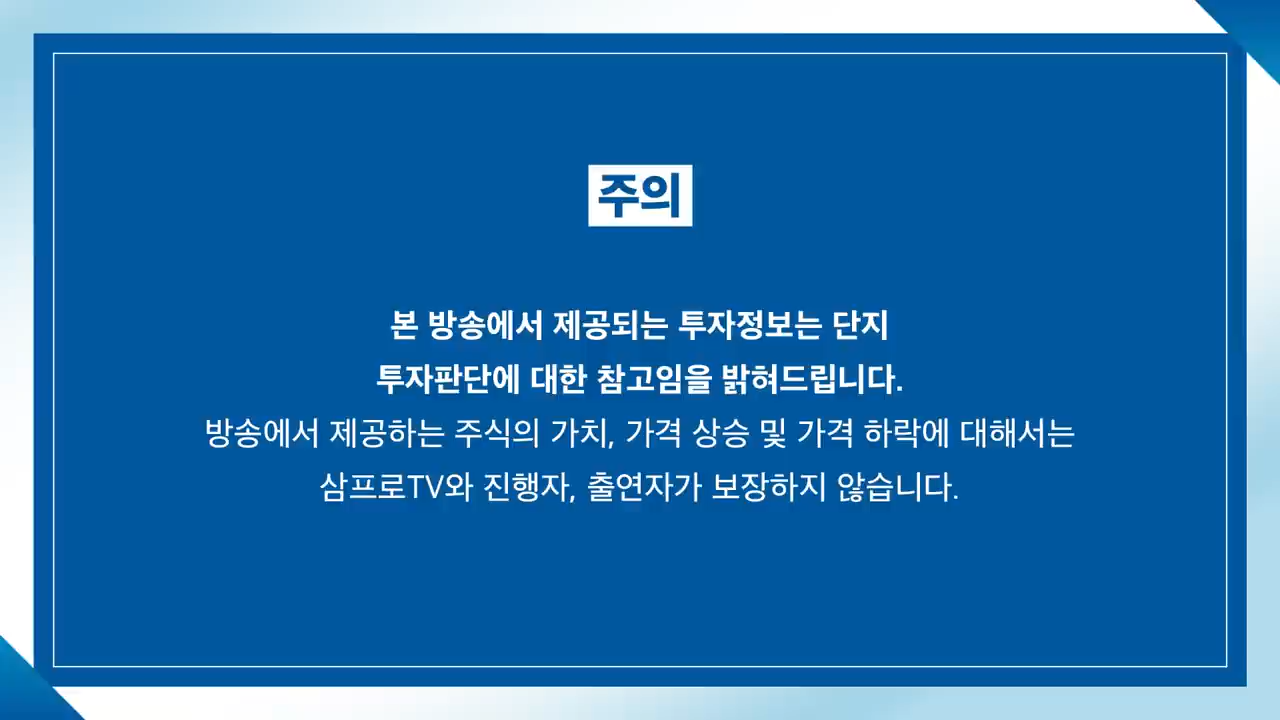 주의
본 방송에서 제공되는 투자정보는 단지
투자판단에 대한 참고임을 밝혀드립니다.
방송에서 제공하는 주식의 가치, 가격 상승 및 가격 하락에 대해서는
삼프로TV와 진행자, 출연자가 보장하지 않습니다.